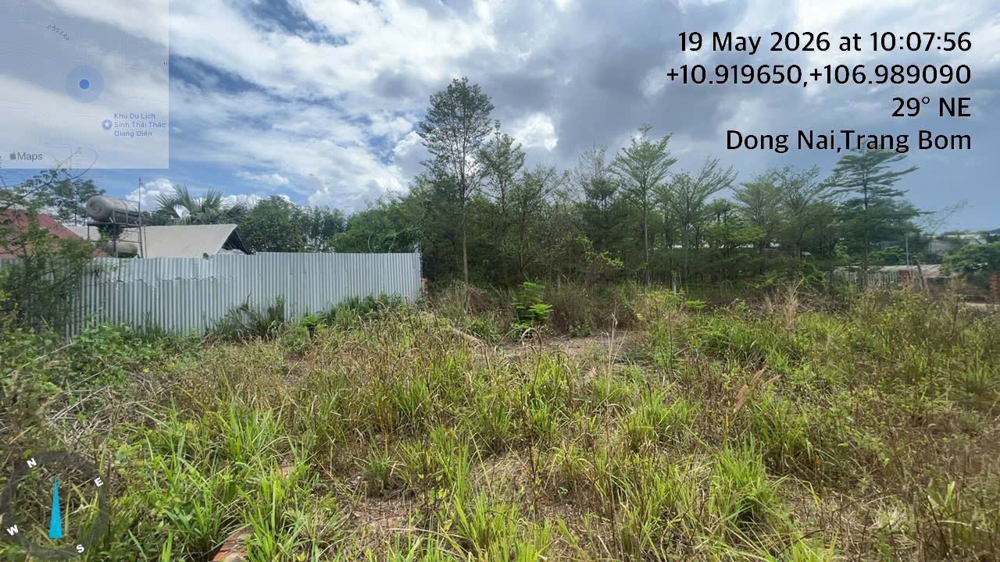 19 May 2026 at 10:07:56
+10.919650,+106.989090
29° NE
Dong Nai,Trang Bom
Khu Du Lịch
Sinh Thái Thác
Giang Điền
Maps
N
E
W
S